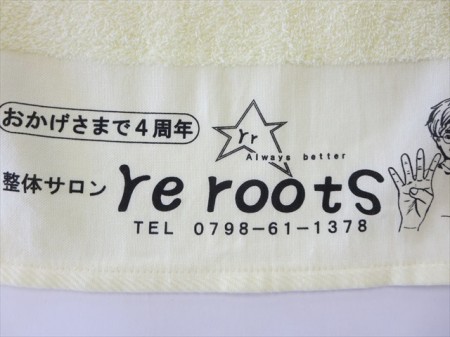 おかげさまで4周年
rr
Always better
整体サロン re roots
TEL 0798-61-1378